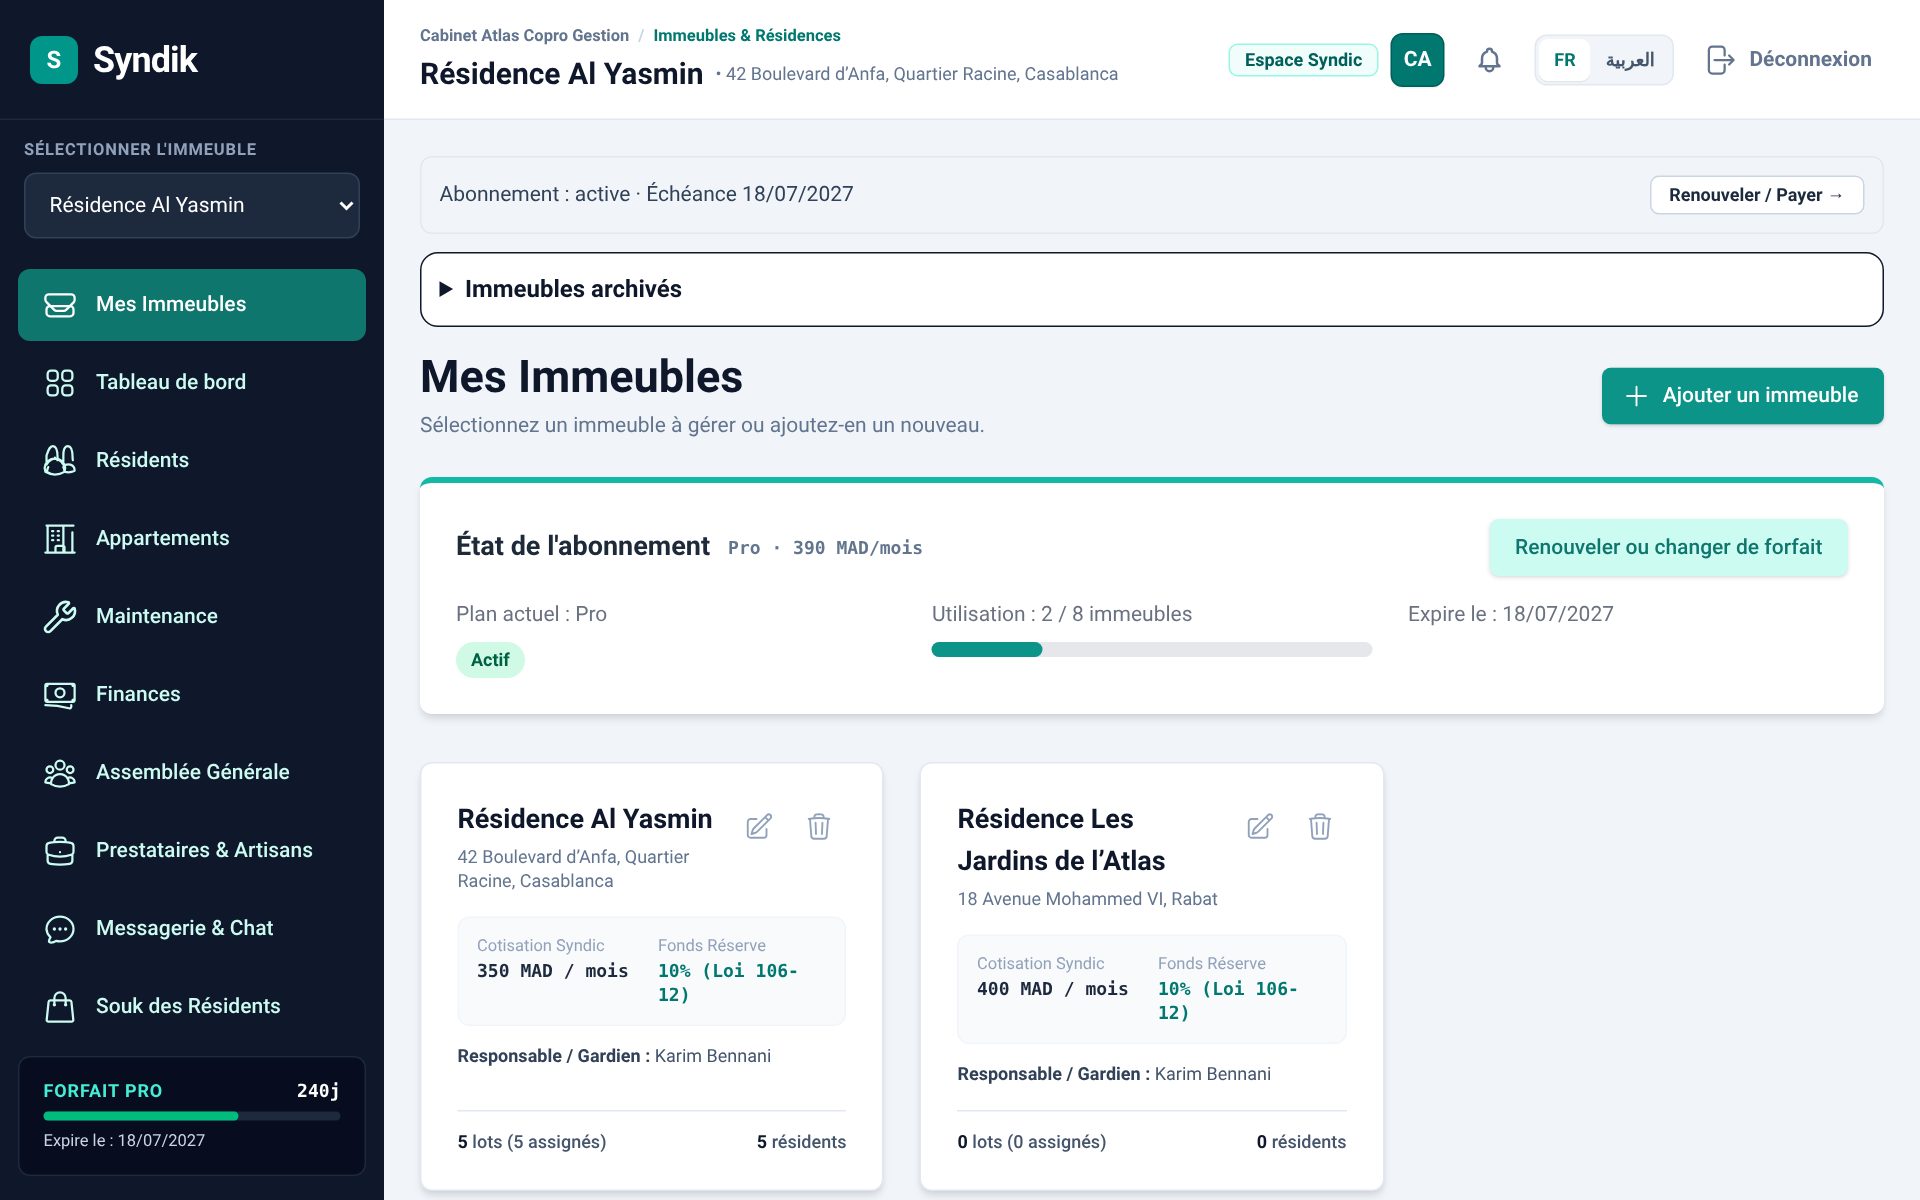 S Syndik
SÉLECTIONNER L'IMMEUBLE
Résidence Al Yasmin
Mes Immeubles
Tableau de bord
Résidents
Appartements
Maintenance
Finances
Assemblée Générale
Prestataires & Artisans
Messagerie & Chat
Souk des Résidents
FORFAIT PRO 240j
Expire le : 18/07/2027
Cabinet Atlas Copro Gestion / Immeubles & Résidences
Résidence Al Yasmin • 42 Boulevard d’Anfa, Quartier Racine, Casablanca
Espace Syndic
CA
FR العربية
Déconnexion
Abonnement : active · Échéance 18/07/2027
Renouveler / Payer →
Immeubles archivés
Mes Immeubles
Sélectionnez un immeuble à gérer ou ajoutez-en un nouveau.
Ajouter un immeuble
État de l'abonnement Pro · 390 MAD/mois
Renouveler ou changer de forfait
Plan actuel : Pro
Actif
Utilisation : 2 / 8 immeubles
Expire le : 18/07/2027
Résidence Al Yasmin
42 Boulevard d’Anfa, Quartier
Racine, Casablanca
Cotisation Syndic
350 MAD / mois
Fonds Réserve
10% (Loi 106-
12)
Responsable / Gardien : Karim Bennani
5 lots (5 assignés) 5 résidents
Résidence Les
Jardins de l’Atlas
18 Avenue Mohammed VI, Rabat
Cotisation Syndic
400 MAD / mois
Fonds Réserve
10% (Loi 106-
12)
Responsable / Gardien : Karim Bennani
0 lots (0 assignés) 0 résidents